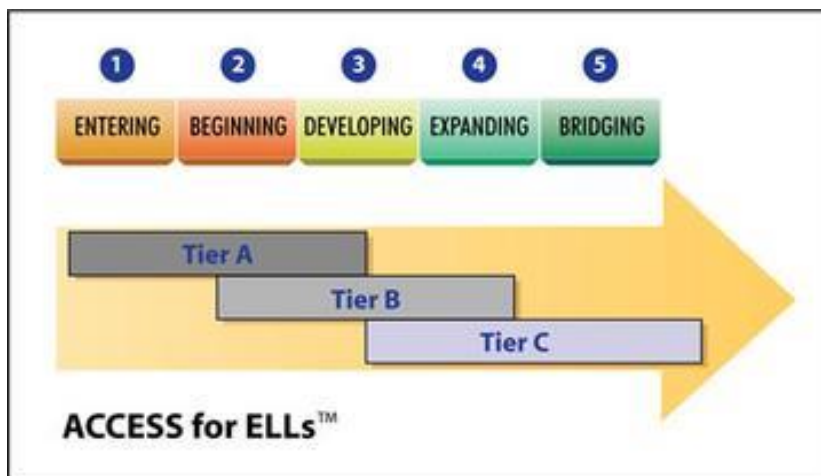 1 2 3 4 5
ENTERING BEGINNING DEVELOPING EXPANDING BRIDGING
Tier A
Tier B
Tier C
ACCESS for ELLs™